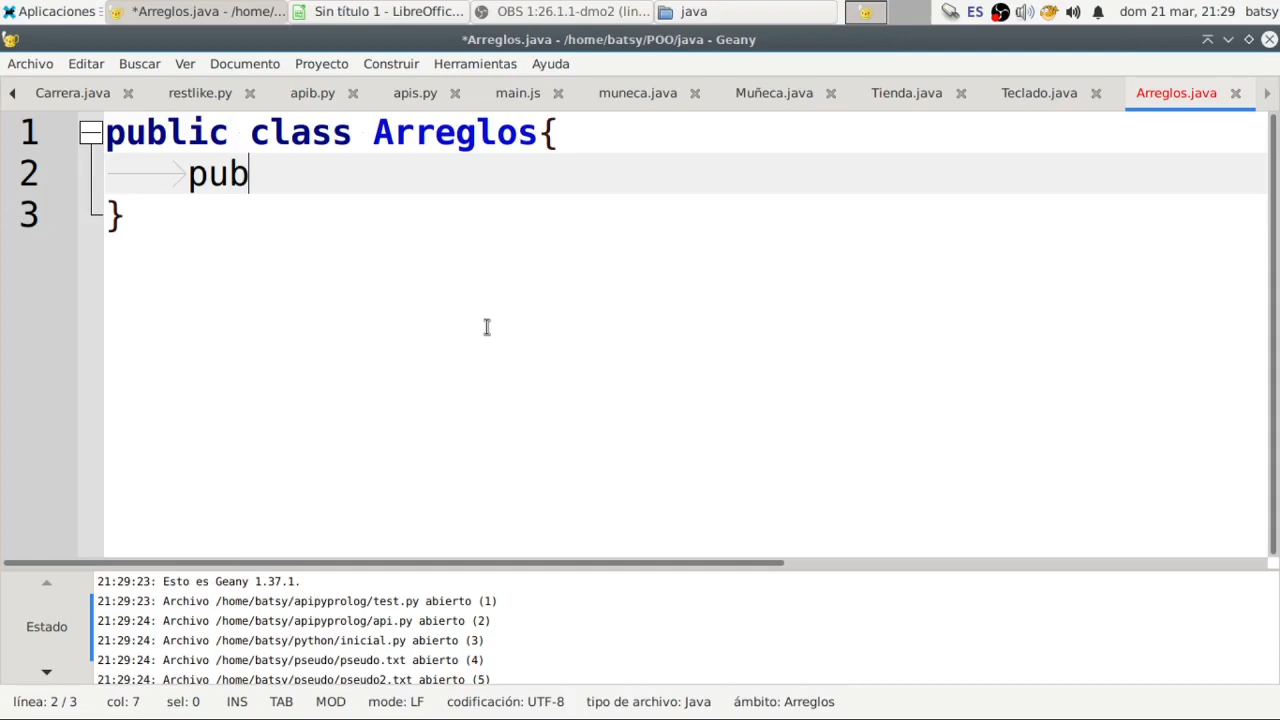 Aplicaciones
*Arreglos.java - /home/...
Sin título 1 - LibreOffic...
OBS 1:26.1.1-dmo2 (lin...
java
ES
dom 21 mar, 21:29
batsy
*Arreglos.java - /home/batsy/POO/java - Geany
Archivo Editar Buscar Ver Documento Proyecto Construir Herramientas Ayuda
Carrera.java restlike.py apib.py apis.py main.js muneca.java Muñeca.java Tienda.java Teclado.java Arreglos.java
1 public class Arreglos{
2 pub
3 }
21:29:23: Esto es Geany 1.37.1.
21:29:23: Archivo /home/batsy/apipyprolog/test.py abierto (1)
21:29:24: Archivo /home/batsy/apipyprolog/api.py abierto (2)
21:29:24: Archivo /home/batsy/python/inicial.py abierto (3)
21:29:24: Archivo /home/batsy/pseudo/pseudo.txt abierto (4)
21:29:24: Archivo /home/batsy/pseudo/pseudo2.txt abierto (5)
Estado
línea: 2 / 3 col: 7 sel: 0 INS TAB MOD mode: LF codificación: UTF-8 tipo de archivo: Java ámbito: Arreglos